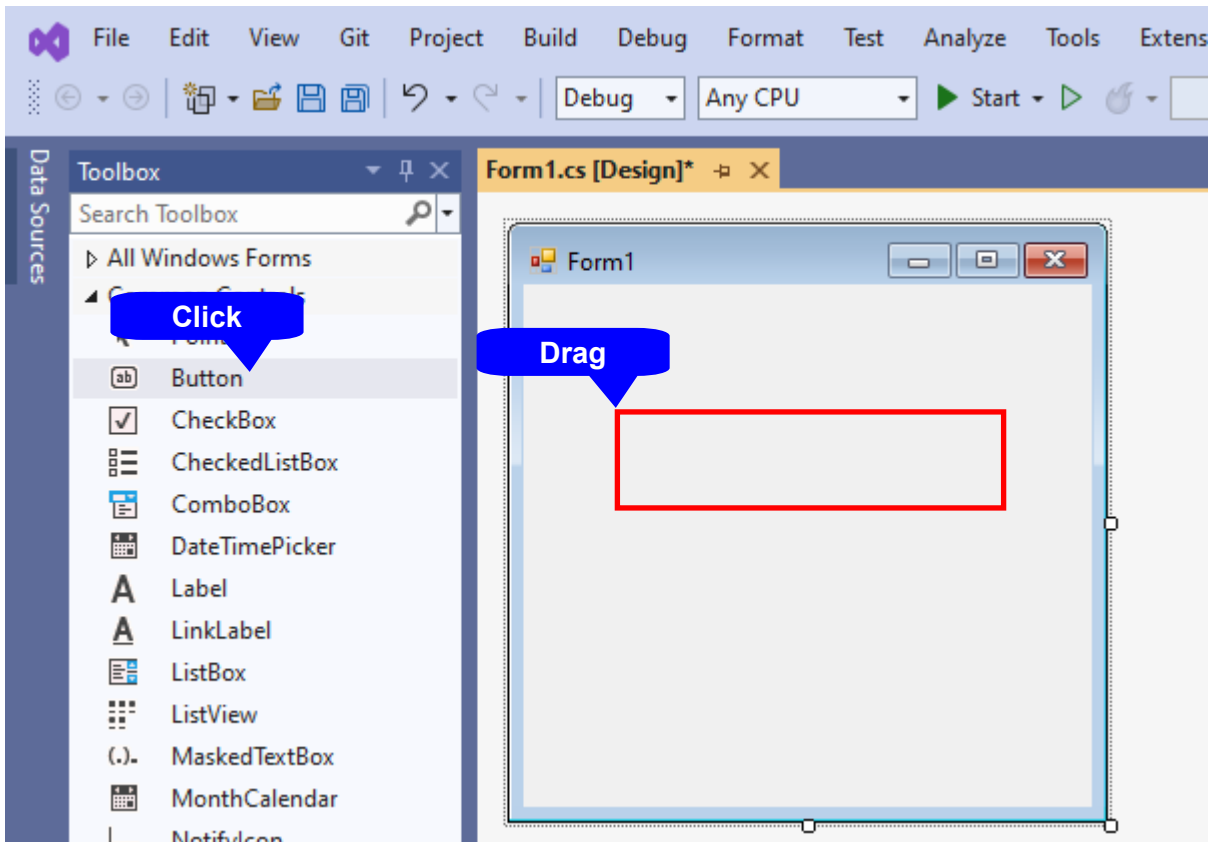 File Edit View Git Project Build Debug Format Test Analyze Tools Extens
Debug Any CPU Start
Data Sources
Toolbox
Form1.cs [Design]*
Search Toolbox
All Windows Forms
Form1
Click
Drag
Button
CheckBox
CheckedListBox
ComboBox
DateTimePicker
Label
LinkLabel
ListBox
ListView
MaskedTextBox
MonthCalendar
NotifyIcon